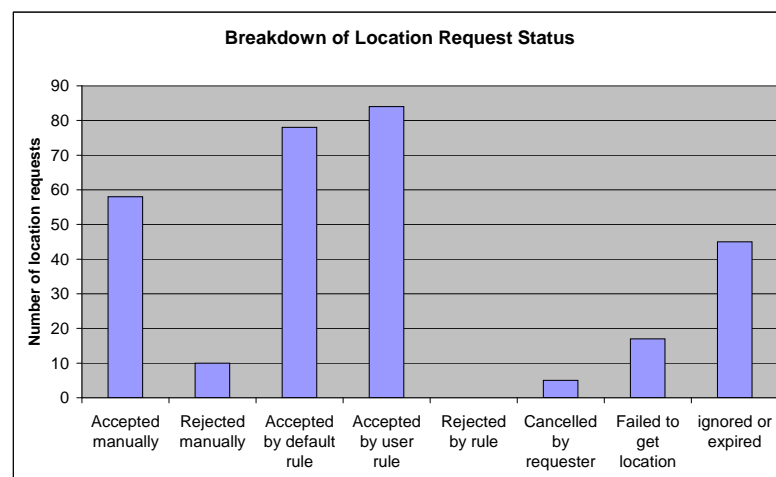 Breakdown of Location Request Status
Number of location requests
90
80
70
60
50
40
30
20
10
0
Accepted manually
Rejected manually
Accepted by default rule
Accepted by user rule
Rejected by rule
Cancelled by requester
Failed to get location
ignored or expired